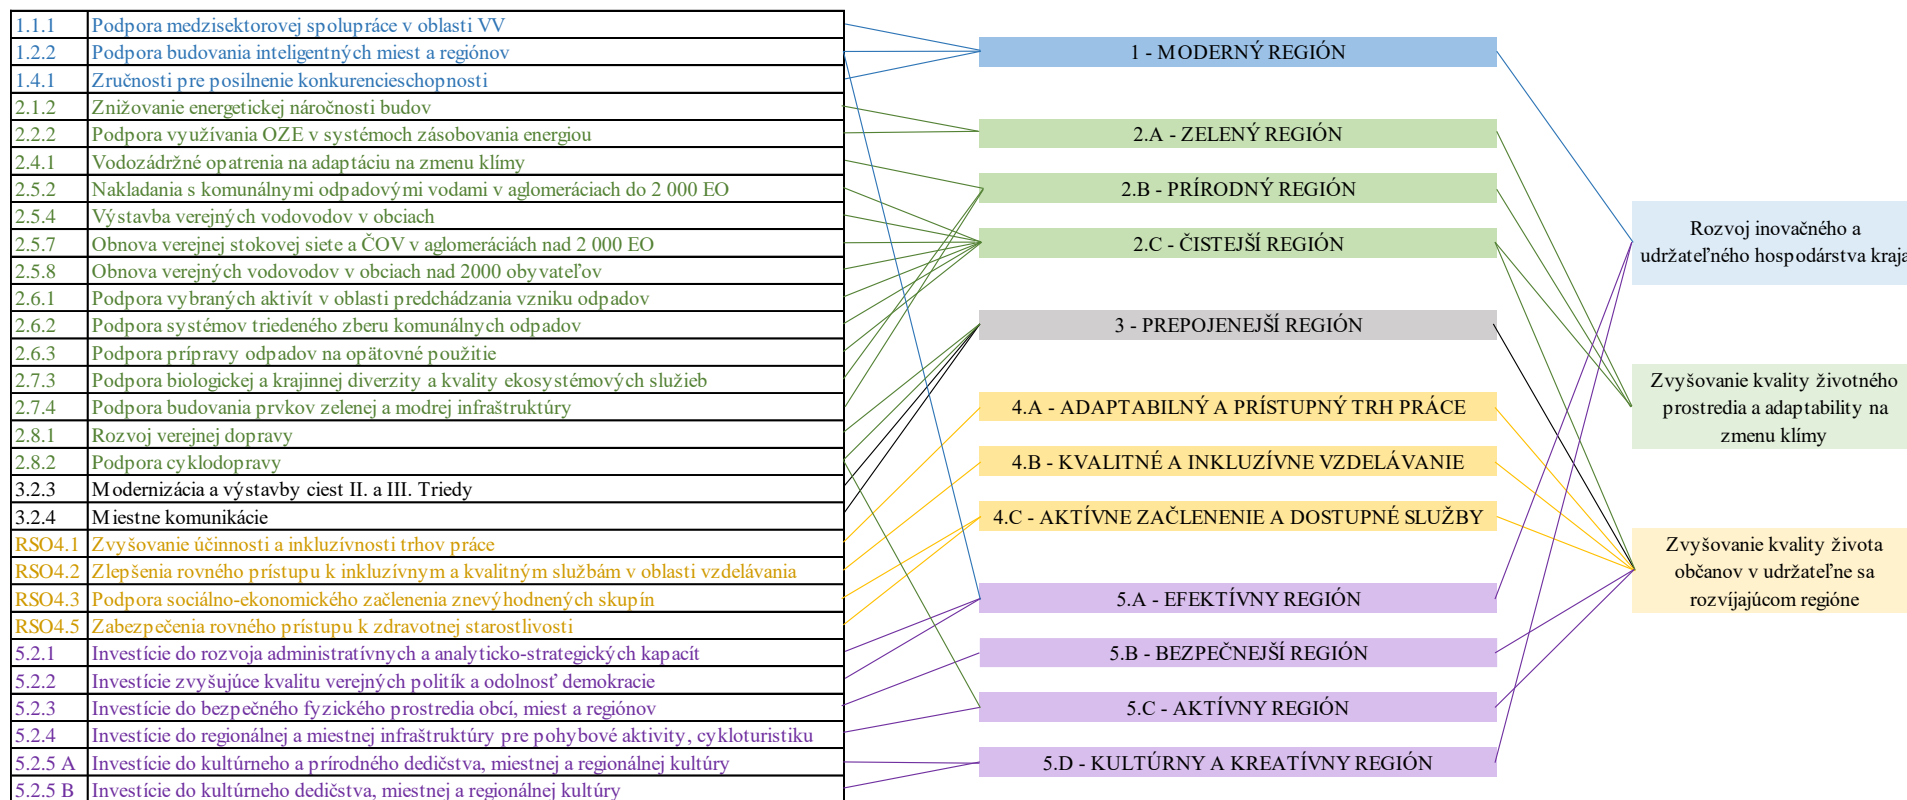 1.1.1 Podpora medzisektorovej spolupráce v oblasti VV
1.2.2 Podpora budovania inteligentných miest a regiónov
1.4.1 Zručnosti pre posilnenie konkurencieschopnosti
2.1.2 Znižovanie energetickej náročnosti budov
2.2.2 Podpora využívania OZE v systémoch zásobovania energiou
2.4.1 Vodozádržné opatrenia na adaptáciu na zmenu klímy
2.5.2 Nakladania s komunálnymi odpadovými vodami v aglomeráciach do 2 000 EO
2.5.4 Výstavba verejných vodovodov v obciach
2.5.7 Obnova verejnej stokovej siete a ČOV v aglomeráciách nad 2 000 EO
2.5.8 Obnova verejných vodovodov v obciach nad 2000 obyvateľov
2.6.1 Podpora vybraných aktivít v oblasti predchádzania vzniku odpadov
2.6.2 Podpora systémov triedeného zberu komunálnych odpadov
2.6.3 Podpora prípravy odpadov na opätovné použitie
2.7.3 Podpora biologickej a krajinnej diverzity a kvality ekosystémových služieb
2.7.4 Podpora budovania prvkov zelenej a modrej infraštruktúry
2.8.1 Rozvoj verejnej dopravy
2.8.2 Podpora cyklodopravy
3.2.3 Modernizácia a výstavby ciest II. a III. Triedy
3.2.4 Miestne komunikácie
RSO4.1 Zvyšovanie účinnosti a inkluzívnosti trhov práce
RSO4.2 Zlepšenia rovného prístupu k inkluzívnym a kvalitným službám v oblasti vzdelávania
RSO4.3 Podpora sociálno-ekonomického začlenenia znevýhodnených skupín
RSO4.5 Zabezpečenia rovného prístupu k zdravotnej starostlivosti
5.2.1 Investície do rozvoja administratívnych a analyticko-strategických kapacít
5.2.2 Investície zvyšujúce kvalitu verejných politík a odolnosť demokracie
5.2.3 Investície do bezpečného fyzického prostredia obcí, miest a regiónov
5.2.4 Investície do regionálnej a miestnej infraštruktúry pre pohybové aktivity, cykloturistiku
5.2.5 A Investície do kultúrneho a prírodného dedičstva, miestnej a regionálnej kultúry
5.2.5 B Investície do kultúrneho dedičstva, miestnej a regionálnej kultúry
1 - MODERNÝ REGIÓN
2.A - ZELENÝ REGIÓN
2.B - PRÍRODNÝ REGIÓN
2.C - ČISTEJŠÍ REGIÓN
3 - PREPOJENEJŠÍ REGIÓN
4.A - ADAPTABILNÝ A PRÍSTUPNÝ TRH PRÁCE
4.B - KVALITNÉ A INKLUZÍVNE VZDELÁVANIE
4.C - AKTÍVNE ZAČLENENIE A DOSTUPNÉ SLUŽBY
5.A - EFEKTÍVNY REGIÓN
5.B - BEZPEČNEJŠÍ REGIÓN
5.C - AKTÍVNY REGIÓN
5.D - KULTÚRNY A KREATÍVNY REGIÓN
Rozvoj inovačného a
udržateľného hospodárstva kraja
Zvyšovanie kvality životného
prostredia a adaptability na
zmenu klímy
Zvyšovanie kvality života
občanov v udržateľne sa
rozvíjajúcom regióne